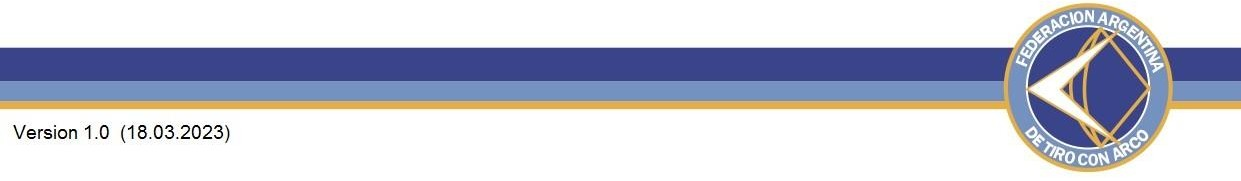 FEDERACION ARGENTINA
DE TIRO CON ARCO
Version 1.0 (18.03.2023)